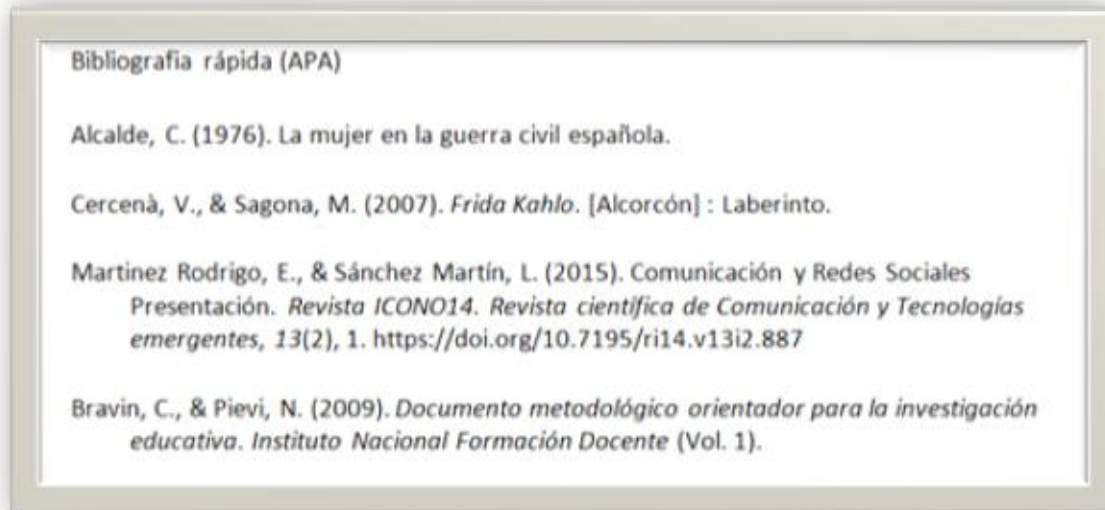 Bibliografia rápida (APA)
Alcalde, C. (1976). La mujer en la guerra civil española.
Cercenà, V., & Sagona, M. (2007). Frida Kahlo. [Alcorcón] : Laberinto.
Martinez Rodrigo, E., & Sánchez Martín, L. (2015). Comunicación y Redes Sociales
Presentación. Revista ICONO14. Revista científica de Comunicación y Tecnologías
emergentes, 13(2), 1. https://doi.org/10.7195/ri14.v13i2.887
Bravin, C., & Pievi, N. (2009). Documento metodológico orientador para la investigación
educativa. Instituto Nacional Formación Docente (Vol. 1).